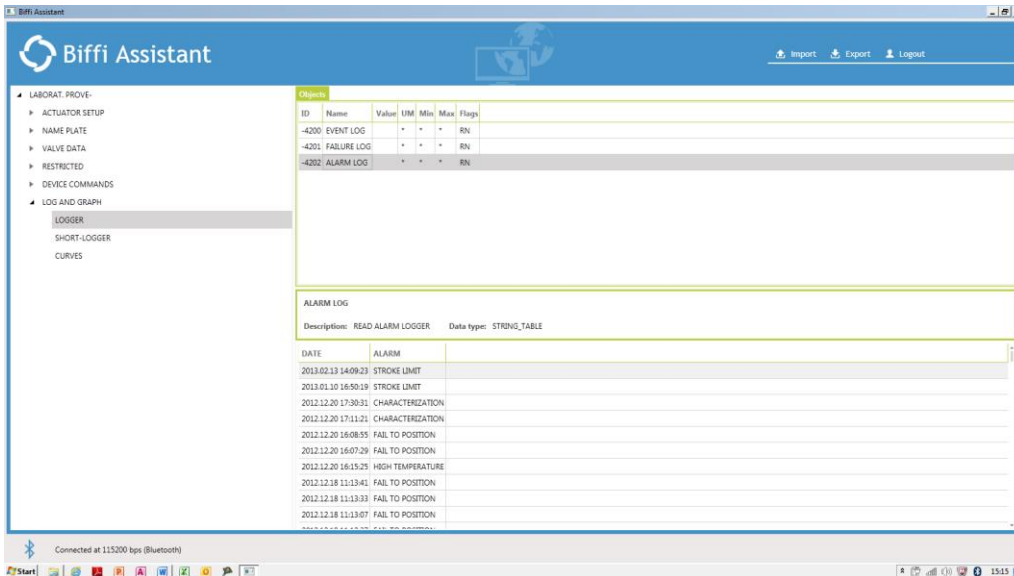 Biffi Assistant
Biffi Assistant
Import Export Logout
LABORAT. PROVE-
ACTUATOR SETUP
NAME PLATE
VALVE DATA
RESTRICTED
DEVICE COMMANDS
LOG AND GRAPH
LOGGER
SHORT-LOGGER
CURVES
Objects
ID Name Value UM Min Max Flags
-4200 EVENT LOG * * * RN
-4201 FAILURE LOG * * * RN
-4202 ALARM LOG * * * RN
ALARM LOG
Description: READ ALARM LOGGER Data type: STRING_TABLE
DATE ALARM
2013.02.13 14:09:23 STROKE LIMIT
2013.01.10 16:50:19 STROKE LIMIT
2012.12.20 17:30:31 CHARACTERIZATION
2012.12.20 17:11:21 CHARACTERIZATION
2012.12.20 16:08:55 FAIL TO POSITION
2012.12.20 16:07:29 FAIL TO POSITION
2012.12.20 16:15:25 HIGH TEMPERATURE
2012.12.18 11:13:41 FAIL TO POSITION
2012.12.18 11:13:33 FAIL TO POSITION
2012.12.18 11:13:07 FAIL TO POSITION
Connected at 115200 bps (Bluetooth)
Start 15:15